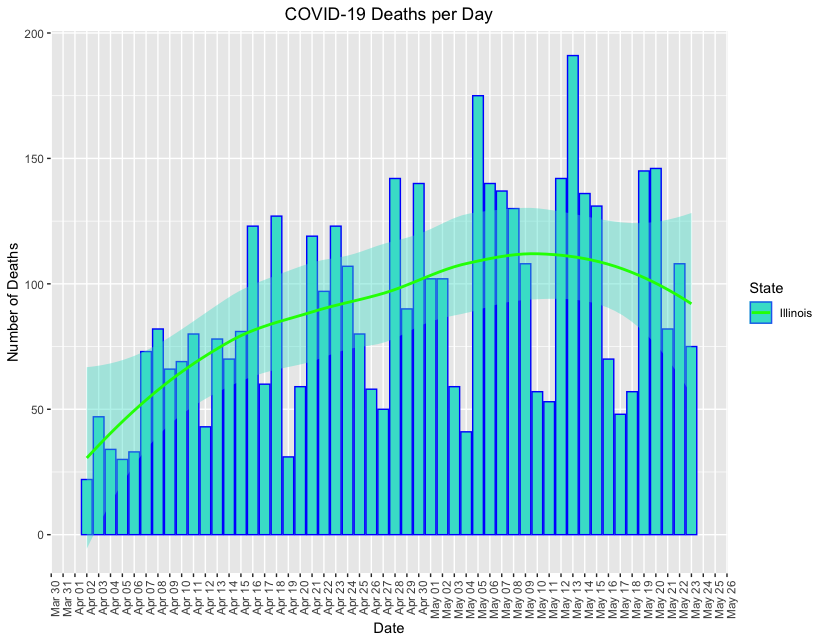 COVID-19 Deaths per Day
Number of Deaths
200
150
100
50
0
Mar 30
Mar 31
Apr 01
Apr 02
Apr 03
Apr 04
Apr 05
Apr 06
Apr 07
Apr 08
Apr 09
Apr 10
Apr 11
Apr 12
Apr 13
Apr 14
Apr 15
Apr 16
Apr 17
Apr 18
Apr 19
Apr 20
Apr 21
Apr 22
Apr 23
Apr 24
Apr 25
Apr 26
Apr 27
Apr 28
Apr 29
Apr 30
May 01
May 02
May 03
May 04
May 05
May 06
May 07
May 08
May 09
May 10
May 11
May 12
May 13
May 14
May 15
May 16
May 17
May 18
May 19
May 20
May 21
May 22
May 23
May 24
May 25
May 26
Date
State
Illinois